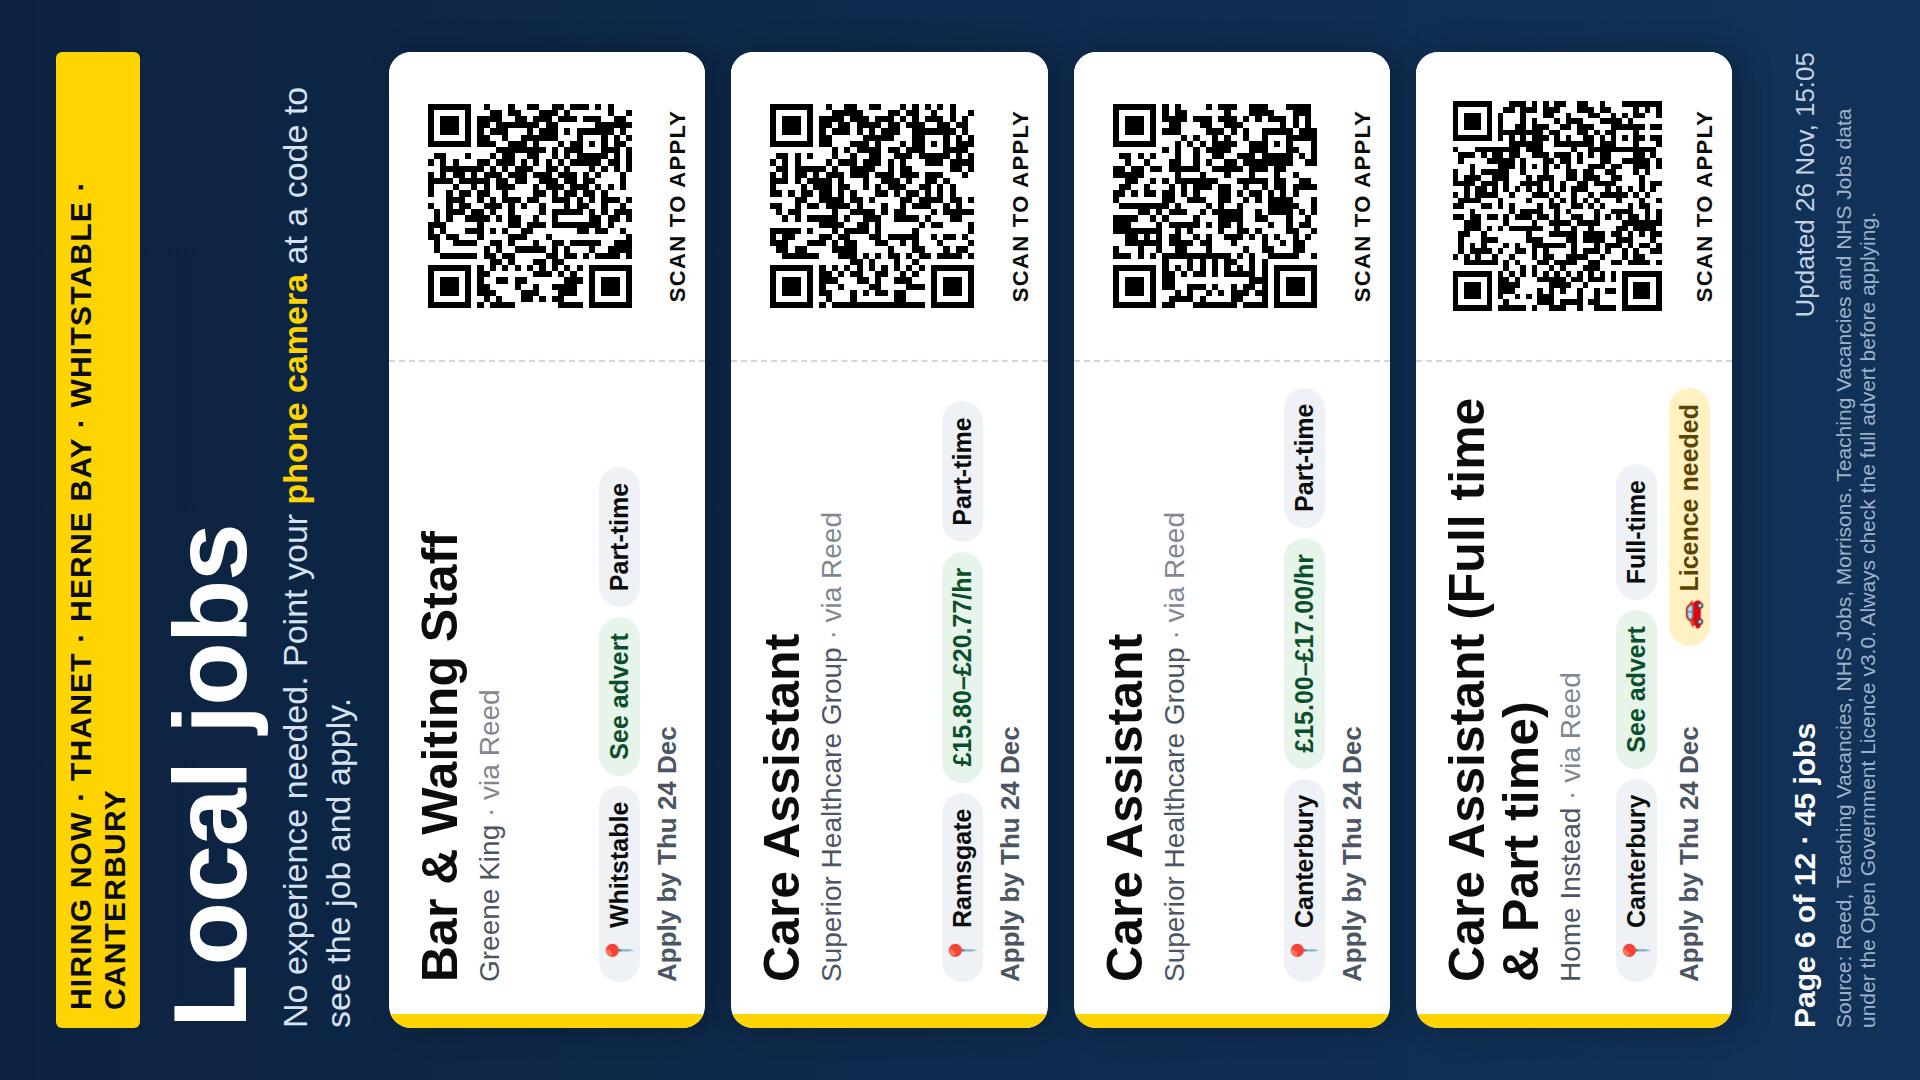 HIRING NOW · THANET · HERNE BAY · WHITSTABLE ·
CANTERBURY
Local jobs
No experience needed. Point your phone camera at a code to
see the job and apply.
Bar & Waiting Staff
Greene King · via Reed
📍 Whitstable See advert Part-time
Apply by Thu 24 Dec
SCAN TO APPLY
Care Assistant
Superior Healthcare Group · via Reed
📍 Ramsgate £15.80–£20.77/hr Part-time
Apply by Thu 24 Dec
SCAN TO APPLY
Care Assistant
Superior Healthcare Group · via Reed
📍 Canterbury £15.00–£17.00/hr Part-time
Apply by Thu 24 Dec
SCAN TO APPLY
Care Assistant (Full time
& Part time)
Home Instead · via Reed
📍 Canterbury See advert Full-time
Apply by Thu 24 Dec 🚗 Licence needed
SCAN TO APPLY
Page 6 of 12 · 45 jobs Updated 26 Nov, 15:05
Source: Reed, Teaching Vacancies, NHS Jobs, Morrisons. Teaching Vacancies and NHS Jobs data
under the Open Government Licence v3.0. Always check the full advert before applying.